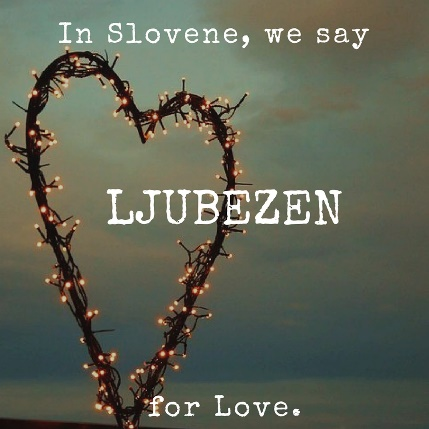 In Slovene, we say
LJUBEZEN
for Love.